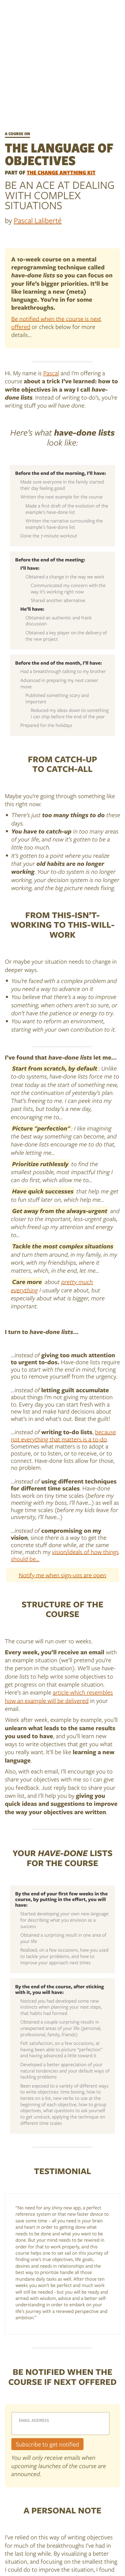 A COURSE ON
THE LANGUAGE OF
OBJECTIVES
PART OF THE CHANGE ANYTHING KIT
BE AN ACE AT DEALING
WITH COMPLEX
SITUATIONS
by Pascal Laliberté
A 10-week course on a mental
reprogramming technique called
have-done lists so you can focus on
your life's bigger priorities. It'll be
like learning a new (meta)
language. You're in for some
breakthroughs.
Be notified when the course is next
offered or check below for more
details...
Hi. My name is Pascal and I'm offering a
course about a trick I've learned: how to
write objectives in a way I call have-
done lists. Instead of writing to-do's, you're
writing stuff you will have done.
Here's what have-done lists
look like:
Before the end of the morning, I'll have:
Made sure everyone in the family started
their day feeling good
Written the next example for the course
Made a first draft of the evolution of the
example's have-done list
Written the narrative surrounding the
example's have-done list
Done the 7-minute workout
Before the end of the meeting:
I'll have:
Obtained a change in the way we work
Communicated my concern with the
way it's working right now
Shared another alternative
He'll have:
Obtained an authentic and frank
discussion
Obtained a key player on the delivery of
the new project
Before the end of the month, I'll have:
Had a breakthrough talking to my brother
Advanced in preparing my next career
move
Published something scary and
important
Reduced my ideas down to something
I can ship before the end of the year
Prepared for the holidays
FROM CATCH-UP
TO CATCH-ALL
Maybe you're going through something like
this right now:
There's just too many things to do these
days.
You have to catch-up in too many areas
of your life, and now it's gotten to be a
little too much.
It's gotten to a point where you realize
that your old habits are no longer
working. Your to-do system is no longer
working, your decision system is no longer
working, and the big picture needs fixing.
FROM THIS-ISN'T-
WORKING TO THIS-WILL-
WORK
Or maybe your situation needs to change in
deeper ways.
You're faced with a complex problem and
you need a way to advance on it
You believe that there's a way to improve
something, when others aren't so sure, or
don't have the patience or energy to try.
You want to reform an environment,
starting with your own contribution to it.
I've found that have-done lists let me...
Start from scratch, by default. Unlike
to-do systems, have-done lists force me to
treat today as the start of something new,
not the continuation of yesterday's plan.
That's freeing to me. I can peek into my
past lists, but today's a new day,
encouraging me to...
Picture "perfection". I like imagining
the best way something can become, and
have-done lists encourage me to do that,
while letting me...
Prioritize ruthlessly to find the
smallest possible, most impactful thing I
can do first, which allow me to...
Have quick successes that help me get
to fun stuff later on, which help me...
Get away from the always-urgent and
closer to the important, less-urgent goals,
which freed up my attention and energy
to...
Tackle the most complex situations
and turn them around, in my family, in my
work, with my friendships, where it
matters, which, in the end, let me...
Care more about pretty much
everything I usually care about, but
especially about what is bigger, more
important.
I turn to have-done lists...
...instead of giving too much attention
to urgent to-dos. Have-done lists require
you to start with the end in mind, forcing
you to remove yourself from the urgency.
...instead of letting guilt accumulate
about things I'm not giving my attention
to. Every day you can start fresh with a
new list and make hard decisions about
what's in and what's out. Bear the guilt!
...instead of writing to-do lists, because
not everything that matters is a to-do.
Sometimes what matters is to adopt a
posture, or to listen, or to receive, or to
connect. Have-done lists allow for those,
no problem.
...instead of using different techniques
for different time scales. Have-done
lists work on tiny time scales (before this
meeting with my boss, I'll have...) as well as
huge time scales (before my kids leave for
university, I'll have...)
...instead of compromising on my
vision, since there is a way to get the
concrete stuff done while, at the same
time, match my vision/ideals of how things
should be...
Notify me when sign-ups are open
STRUCTURE OF THE
COURSE
The course will run for ten weeks.
Every week, you'll receive an email with
an example situation (we'll pretend you're
the person in the situation). We'll use have-
done lists to help us write some objectives to
get progress on that example situation.
Here's an example article which resembles
how an example will be delivered in your
email.
Week after week, example by example, you'll
unlearn what leads to the same results
you used to have, and you'll learn new
ways to write objectives that get you what
you really want. It'll be like learning a new
language.
Also, with each email, I'll encourage you to
share your objectives with me so I can give
you feedback. Just reply back to share your
own list, and I'll help you by giving you
quick ideas and suggestions to improve
the way your objectives are written.
YOUR HAVE-DONE LISTS
FOR THE COURSE
By the end of your first few weeks in the
course, by putting in the effort, you will
have:
Started developing your own new language
for describing what you envision as a
success
Obtained a surprising result in one area of
your life
Realized, on a few occasions, how you used
to tackle your problems, and how to
improve your approach next times
By the end of the course, after sticking
with it, you will have:
Noticed you had developed some new
instincts when planning your next steps,
that old habits had formed
Obtained a couple surprising results in
unexpected areas of your life (personal,
professional, family, friends)
Felt satisfaction, on a few occasions, at
having been able to picture "perfection"
and having advanced a little toward it
Developed a better appreciation of your
natural tendencies and your default ways of
tackling problems
Been exposed to a variety of different ways
to write objectives: time boxing, how to
iterate on a list, new verbs to use at the
beginning of each objective, how to group
objectives, what questions to ask yourself
to get unstuck, applying the technique on
different time scales.
TESTIMONIAL
"No need for any shiny new app, a perfect
reference system or that new faster device to
save some time - all you need is your brain
and heart in order to getting done what
needs to be done and what you want to be
done. But your mind needs to be rewired in
order for that to work properly, and this
course helps one to set sail on this journey of
finding one's true objectives, life goals,
desires and needs in relationships and the
best way to prioritize handle all those
mundane daily tasks as well. After those ten
weeks you won't be perfect and much want
will still be needed - but you will be ready and
armed with wisdom, advice and a better self-
understanding in order to embark on your
life's journey with a renewed perspective and
ambition."
BE NOTIFIED WHEN THE
COURSE IF NEXT OFFERED
EMAIL ADDRESS
Subscribe to get notified
You will only receive emails when
upcoming launches of the course are
announced.
A PERSONAL NOTE
I've relied on this way of writing objectives
for much of the breakthroughs I've had in
the last long while. By visualizing a better
situation, and focusing on the smallest thing
I could do to improve the situation, I found